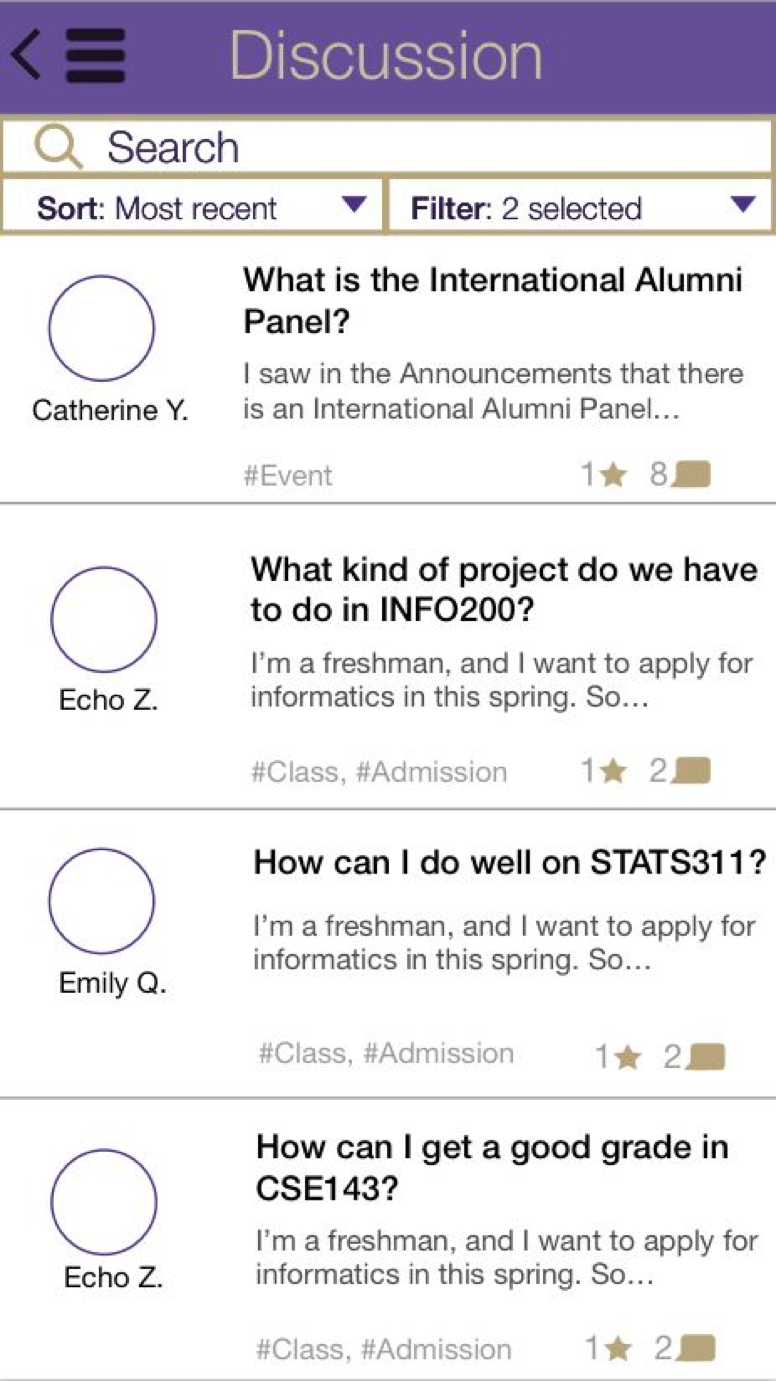 Discussion
Search
Sort: Most recent
Filter: 2 selected
What is the International Alumni
Panel?
I saw in the Announcements that there
is an International Alumni Panel...
Catherine Y.
#Event
1 8
What kind of project do we have
to do in INFO200?
I'm a freshman, and I want to apply for
informatics in this spring. So...
Echo Z.
#Class, #Admission
1 2
How can I do well on STATS311?
I'm a freshman, and I want to apply for
informatics in this spring. So...
Emily Q.
#Class, #Admission
1 2
How can I get a good grade in
CSE143?
I'm a freshman, and I want to apply for
informatics in this spring. So...
Echo Z.
#Class, #Admission
1 2